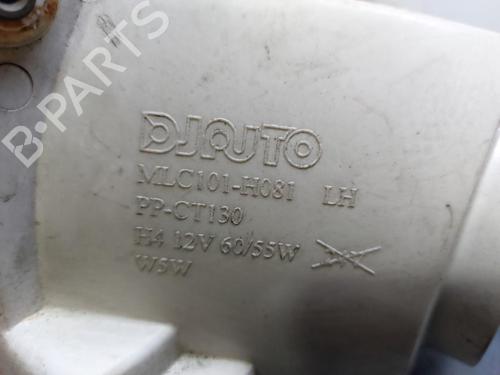 B-PARTS
DJAUTO
MLC101-H081 LH
PP-CT130
H4 12V 60/55W
W5W